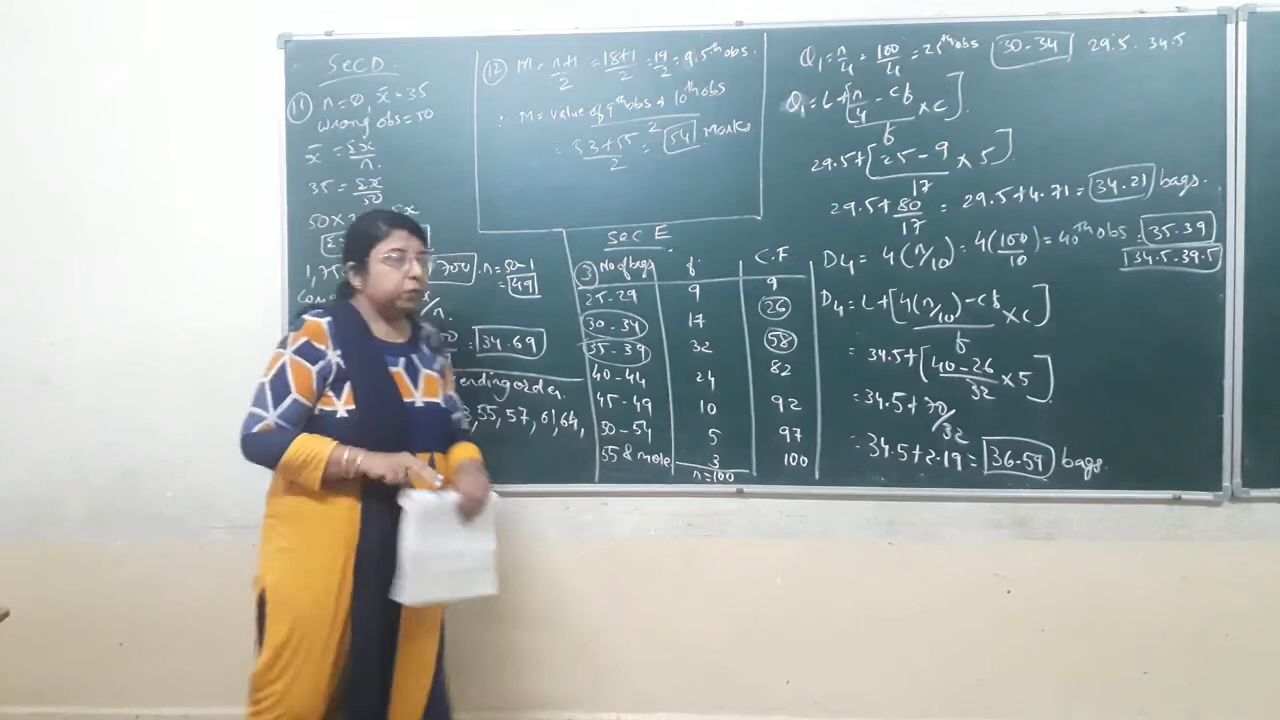 Sec D.
11 n=0, x̄=35
wrong obs=50
x̄ = Σx/n.
35 = Σx/50
50×
1,75
700 . n=50-1
=49
= 34.69
ending order.
3,55,57,61,64,
12 M = n+1/2 = 18+1/2 = 19/2 = 9.5th obs.
∴ M = value of 9th obs + 10th obs / 2
= 53+55/2 = 54 Marks
Sec E
3 No of bags f C.F
25-29 9 9
30-34 17 26
35-39 32 58
40-44 24 82
45-49 10 92
50-54 5 97
55 & more 3 100
n=100
Q1 = n/4 = 100/4 = 25th obs 30-34 29.5-34.5
Q1 = L+[n/4 - cf / f × c].
29.5+[25-9/17 × 5].
29.5+80/17 = 29.5+4.71 = 34.21 bags.
D4 = 4(n/10) = 4(100/10) = 40th obs = 35-39
34.5-39.5
D4 = L+[4(n/10)-cf / f × c]
= 34.5+[40-26/32 × 5]
= 34.5+70/32
= 34.5+2.19 = 36.59 bags.